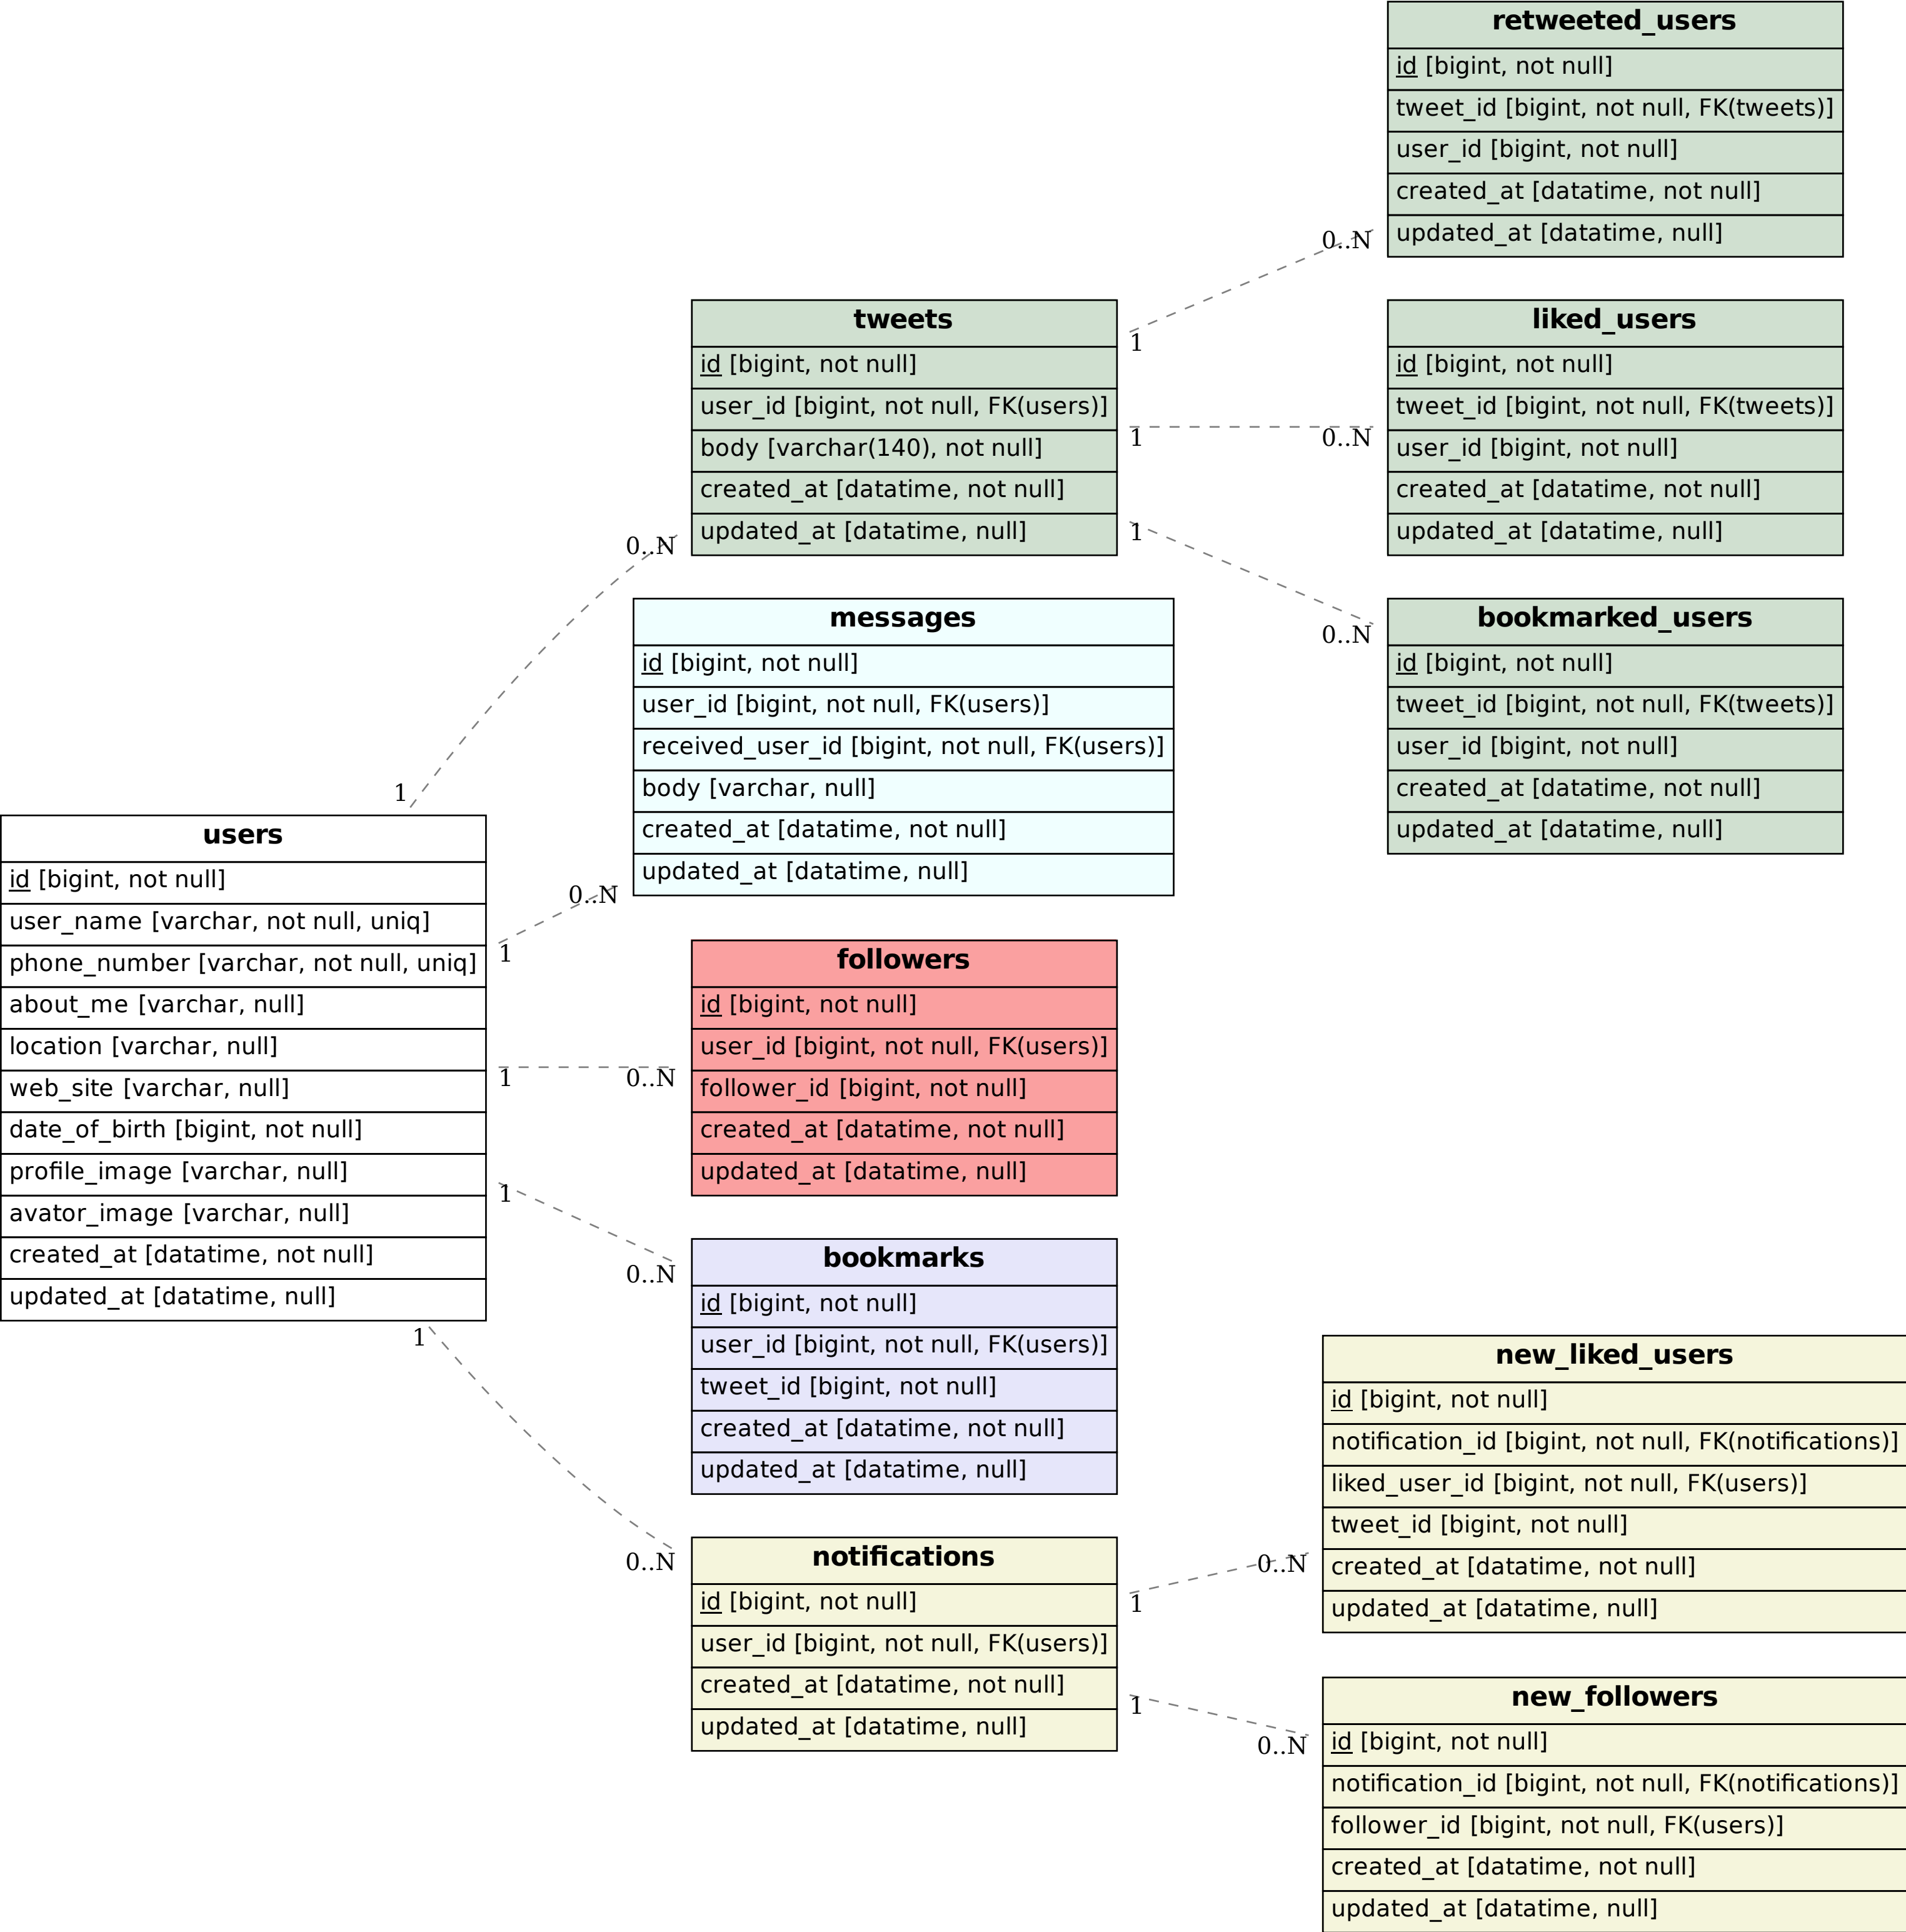 retweeted_users
id [bigint, not null]
tweet_id [bigint, not null, FK(tweets)]
user_id [bigint, not null]
created_at [datatime, not null]
updated_at [datatime, null]
0..N
1
tweets
id [bigint, not null]
user_id [bigint, not null, FK(users)]
body [varchar(140), not null]
created_at [datatime, not null]
updated_at [datatime, null]
1
0..N
liked_users
id [bigint, not null]
tweet_id [bigint, not null, FK(tweets)]
user_id [bigint, not null]
created_at [datatime, not null]
updated_at [datatime, null]
1
0..N
bookmarked_users
id [bigint, not null]
tweet_id [bigint, not null, FK(tweets)]
user_id [bigint, not null]
created_at [datatime, not null]
updated_at [datatime, null]
0..N
1
messages
id [bigint, not null]
user_id [bigint, not null, FK(users)]
received_user_id [bigint, not null, FK(users)]
body [varchar, null]
created_at [datatime, not null]
updated_at [datatime, null]
users
id [bigint, not null]
user_name [varchar, not null, uniq]
phone_number [varchar, not null, uniq]
about_me [varchar, null]
location [varchar, null]
web_site [varchar, null]
date_of_birth [bigint, not null]
profile_image [varchar, null]
avator_image [varchar, null]
created_at [datatime, not null]
updated_at [datatime, null]
0..N
1
followers
id [bigint, not null]
user_id [bigint, not null, FK(users)]
follower_id [bigint, not null]
created_at [datatime, not null]
updated_at [datatime, null]
1
0..N
1
0..N
bookmarks
id [bigint, not null]
user_id [bigint, not null, FK(users)]
tweet_id [bigint, not null]
created_at [datatime, not null]
updated_at [datatime, null]
1
0..N
notifications
id [bigint, not null]
user_id [bigint, not null, FK(users)]
created_at [datatime, not null]
updated_at [datatime, null]
1
0..N
new_liked_users
id [bigint, not null]
notification_id [bigint, not null, FK(notifications)]
liked_user_id [bigint, not null, FK(users)]
tweet_id [bigint, not null]
created_at [datatime, not null]
updated_at [datatime, null]
1
0..N
new_followers
id [bigint, not null]
notification_id [bigint, not null, FK(notifications)]
follower_id [bigint, not null, FK(users)]
created_at [datatime, not null]
updated_at [datatime, null]